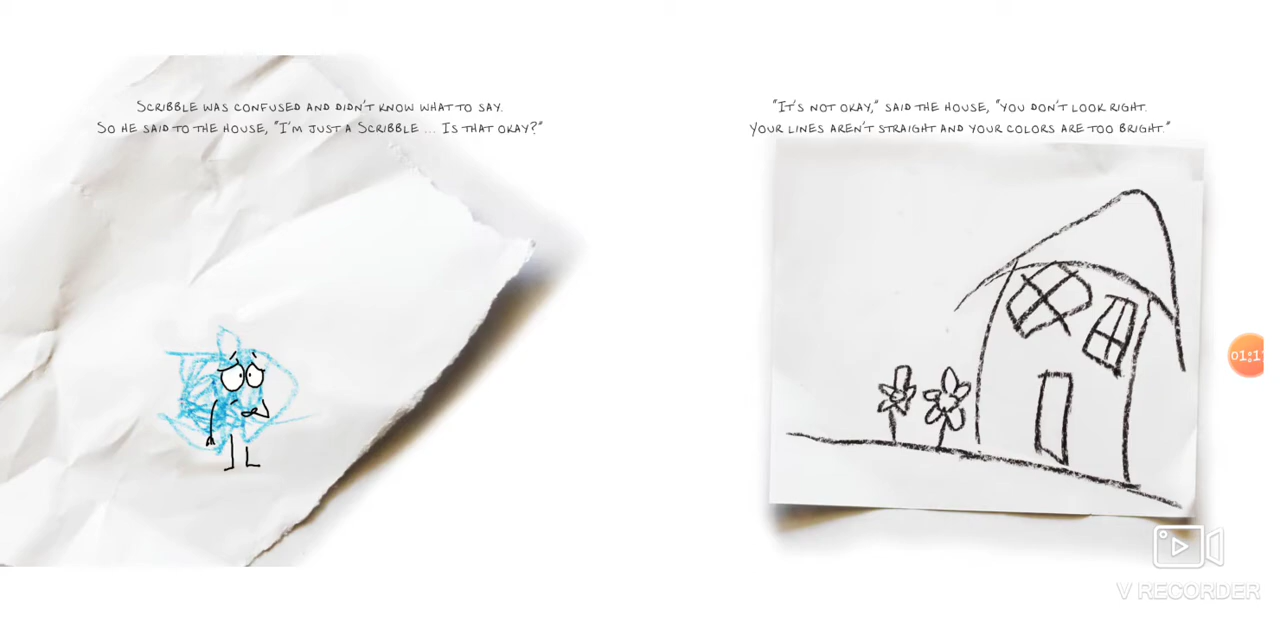 SCRIBBLE WAS CONFUSED AND DIDN'T KNOW WHAT TO SAY.
SO HE SAID TO THE HOUSE, "I'M JUST A SCRIBBLE ... IS THAT OKAY?"
"IT'S NOT OKAY," SAID THE HOUSE, "YOU DON'T LOOK RIGHT.
YOUR LINES AREN'T STRAIGHT AND YOUR COLORS ARE TOO BRIGHT."
V RECORDER